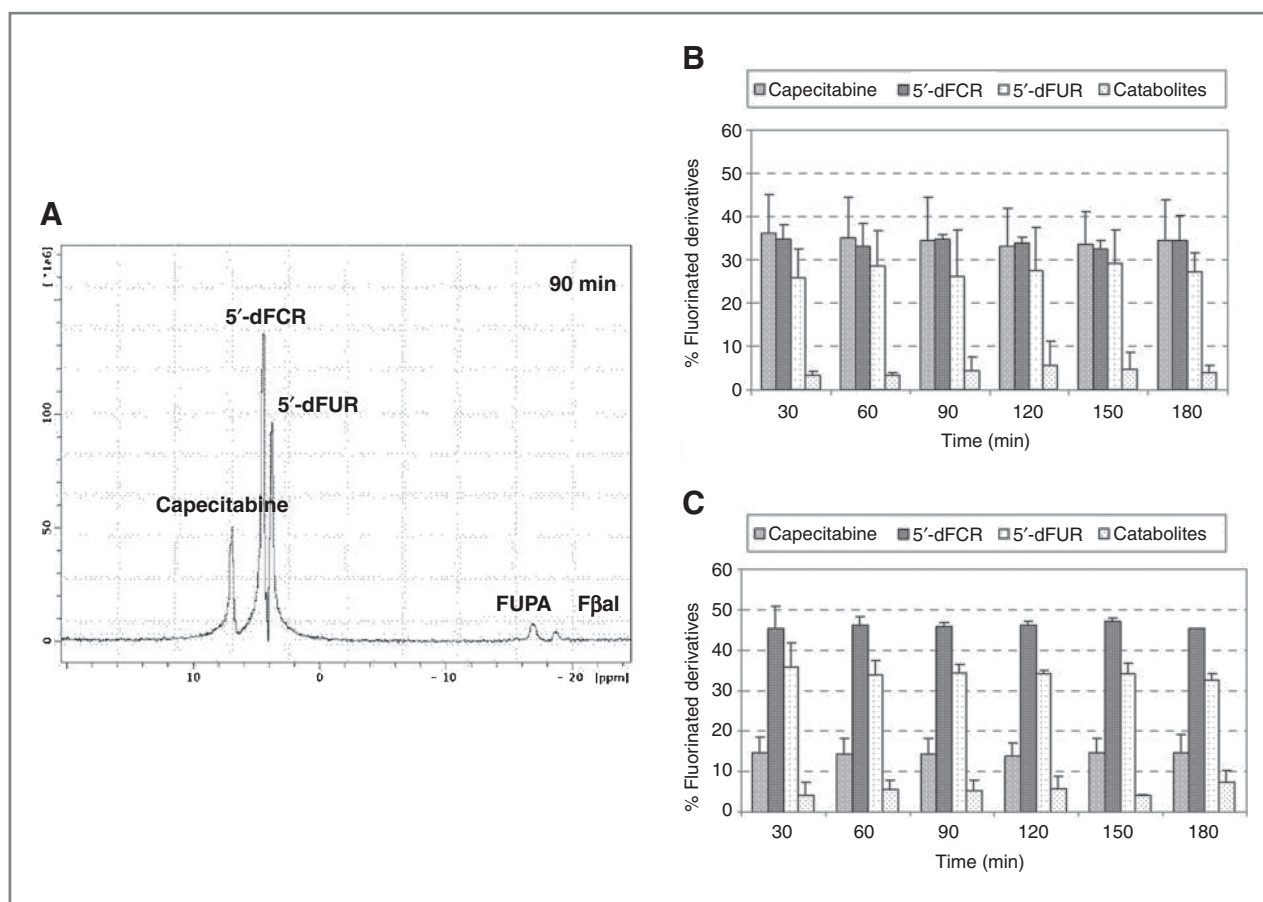 A
[ *1e6]
90 min
5′-dFCR
5′-dFUR
Capecitabine
FUPA
Fβal
100
50
0
10
0
- 10
- 20
[ppm]
B
Capecitabine 5′-dFCR 5′-dFUR Catabolites
% Fluorinated derivatives
60
50
40
30
20
10
0
30 60 90 120 150 180
Time (min)
C
Capecitabine 5′-dFCR 5′-dFUR Catabolites
% Fluorinated derivatives
60
50
40
30
20
10
0
30 60 90 120 150 180
Time (min)